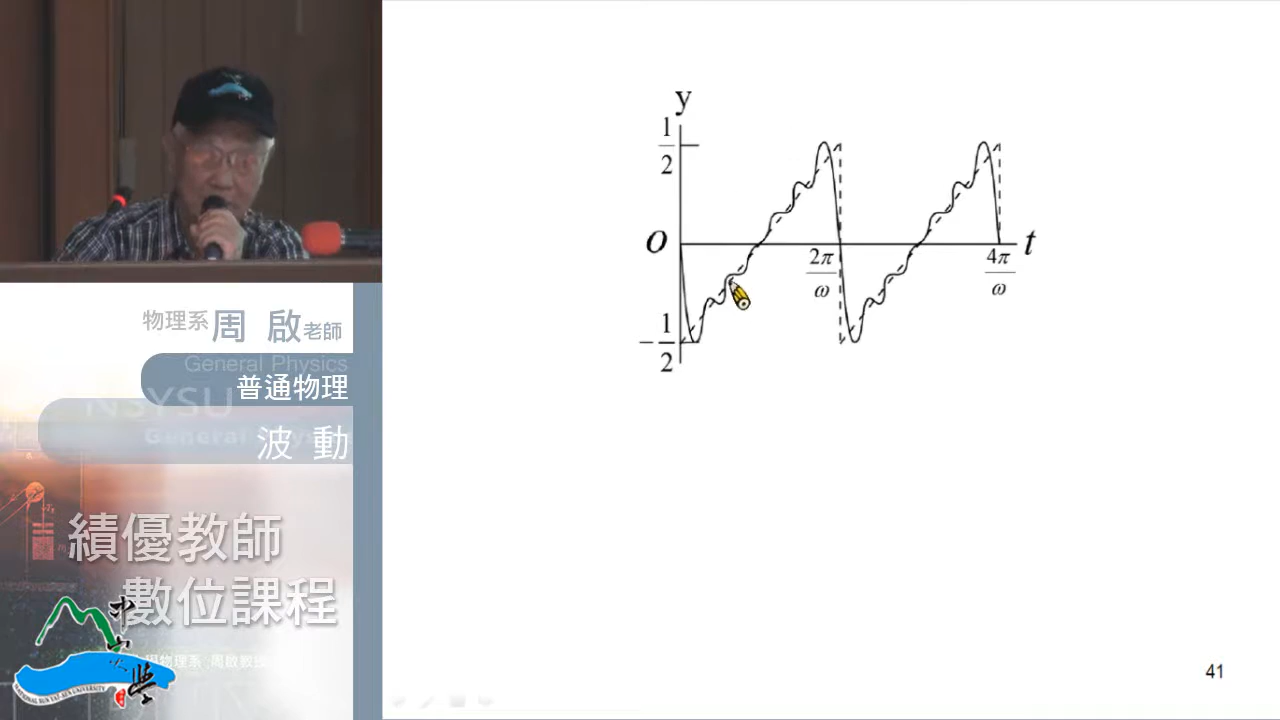 物理系周 啟老師
General Physics
普通物理
NSYSU
General
波 動
績優教師
數位課程
y
1
2
O
t
2π
ω
4π
ω
−1
2
41